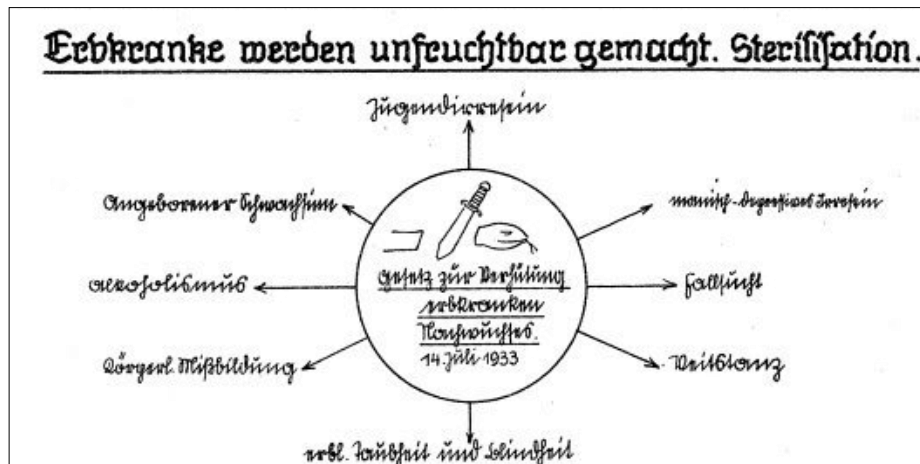 Erbkranke werden unfruchtbar gemacht. Sterilisation.
Jugendirresein
Angeborener Schwachsinn
manisch-depressives Irresein
Gesetz zur Verhütung
erbkranken
Nachwuchses.
14. Juli 1933
Alkoholismus
Fallsucht
Körperl. Mißbildung
Veitstanz
erbl. Taubheit und Blindheit